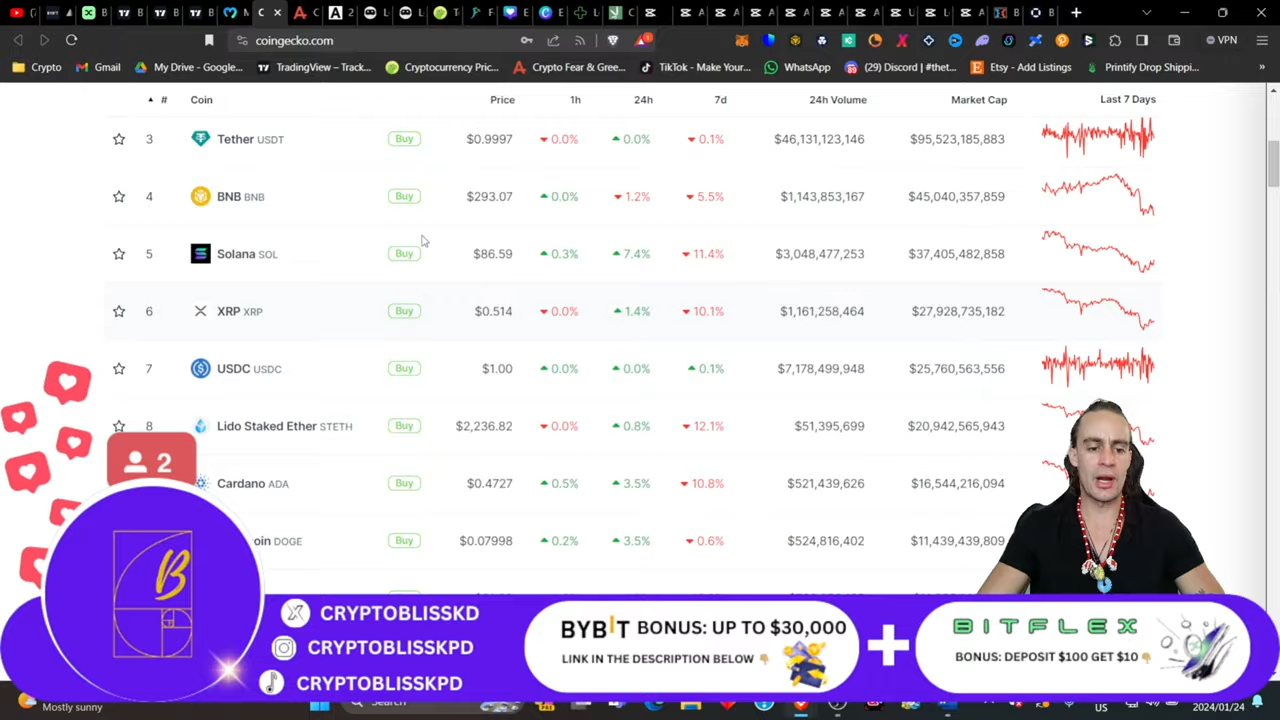 coingecko.com
VPN
Crypto
Gmail
My Drive - Google...
TradingView – Track...
Cryptocurrency Pric...
Crypto Fear & Gree...
TikTok - Make Your...
WhatsApp
(29) Discord | #thet...
Etsy - Add Listings
Printify Drop Shippi...
# Coin Price 1h 24h 7d 24h Volume Market Cap Last 7 Days
3 Tether USDT Buy $0.9997 0.0% 0.0% 0.1% $46,131,123,146 $95,523,185,883
4 BNB BNB Buy $293.07 0.0% 1.2% 5.5% $1,143,853,167 $45,040,357,859
5 Solana SOL Buy $86.59 0.3% 7.4% 11.4% $3,048,477,253 $37,405,482,858
6 XRP XRP Buy $0.514 0.0% 1.4% 10.1% $1,161,258,464 $27,928,735,182
7 USDC USDC Buy $1.00 0.0% 0.0% 0.1% $7,178,499,948 $25,760,563,556
8 Lido Staked Ether STETH Buy $2,236.82 0.0% 0.8% 12.1% $51,395,699 $20,942,565,943
Cardano ADA Buy $0.4727 0.5% 3.5% 10.8% $521,439,626 $16,544,216,094
oin DOGE Buy $0.07998 0.2% 3.5% 0.6% $524,816,402 $11,439,439,809
2
B
CRYPTOBLISSKD
CRYPTOBLISSKPD
CRYPTOBLISSKPD
BYBIT BONUS: UP TO $30,000
LINK IN THE DESCRIPTION BELOW
+
BITFLEX
BONUS: DEPOSIT $100 GET $10
Mostly sunny
Search
US
2024/01/24